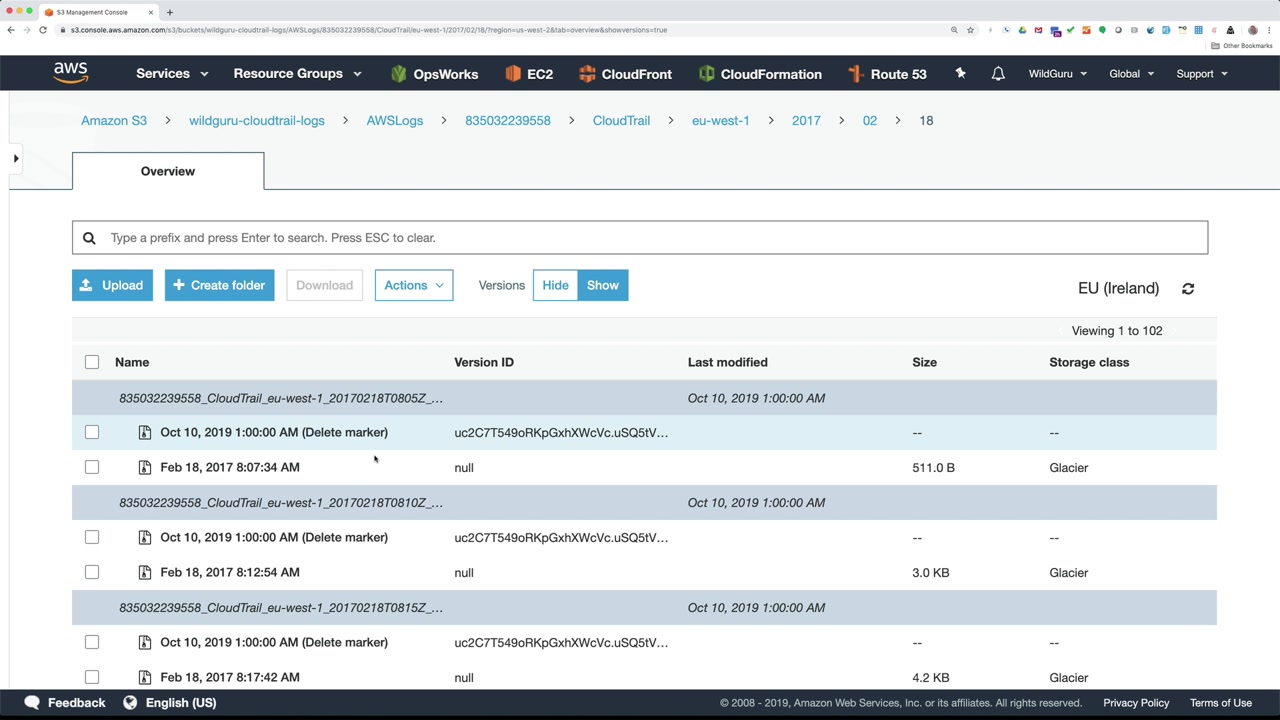 S3 Management Console
s3.console.aws.amazon.com/s3/buckets/wildguru-cloudtrail-logs/AWSLogs/835032239558/CloudTrail/eu-west-1/2017/02/18/?region=us-west-2&tab=overview&showversions=true
Other Bookmarks
aws Services Resource Groups OpsWorks EC2 CloudFront CloudFormation Route 53 WildGuru Global Support
Amazon S3 > wildguru-cloudtrail-logs > AWSLogs > 835032239558 > CloudTrail > eu-west-1 > 2017 > 02 > 18
Overview
Type a prefix and press Enter to search. Press ESC to clear.
Upload + Create folder Download Actions Versions Hide Show EU (Ireland)
Viewing 1 to 102
Name Version ID Last modified Size Storage class
835032239558_CloudTrail_eu-west-1_20170218T0805Z_... Oct 10, 2019 1:00:00 AM
Oct 10, 2019 1:00:00 AM (Delete marker) uc2C7T549oRKpGxhXWcVc.uSQ5tV... -- --
Feb 18, 2017 8:07:34 AM null 511.0 B Glacier
835032239558_CloudTrail_eu-west-1_20170218T0810Z_... Oct 10, 2019 1:00:00 AM
Oct 10, 2019 1:00:00 AM (Delete marker) uc2C7T549oRKpGxhXWcVc.uSQ5tV... -- --
Feb 18, 2017 8:12:54 AM null 3.0 KB Glacier
835032239558_CloudTrail_eu-west-1_20170218T0815Z_... Oct 10, 2019 1:00:00 AM
Oct 10, 2019 1:00:00 AM (Delete marker) uc2C7T549oRKpGxhXWcVc.uSQ5tV... -- --
Feb 18, 2017 8:17:42 AM null 4.2 KB Glacier
Feedback English (US) © 2008 - 2019, Amazon Web Services, Inc. or its affiliates. All rights reserved. Privacy Policy Terms of Use